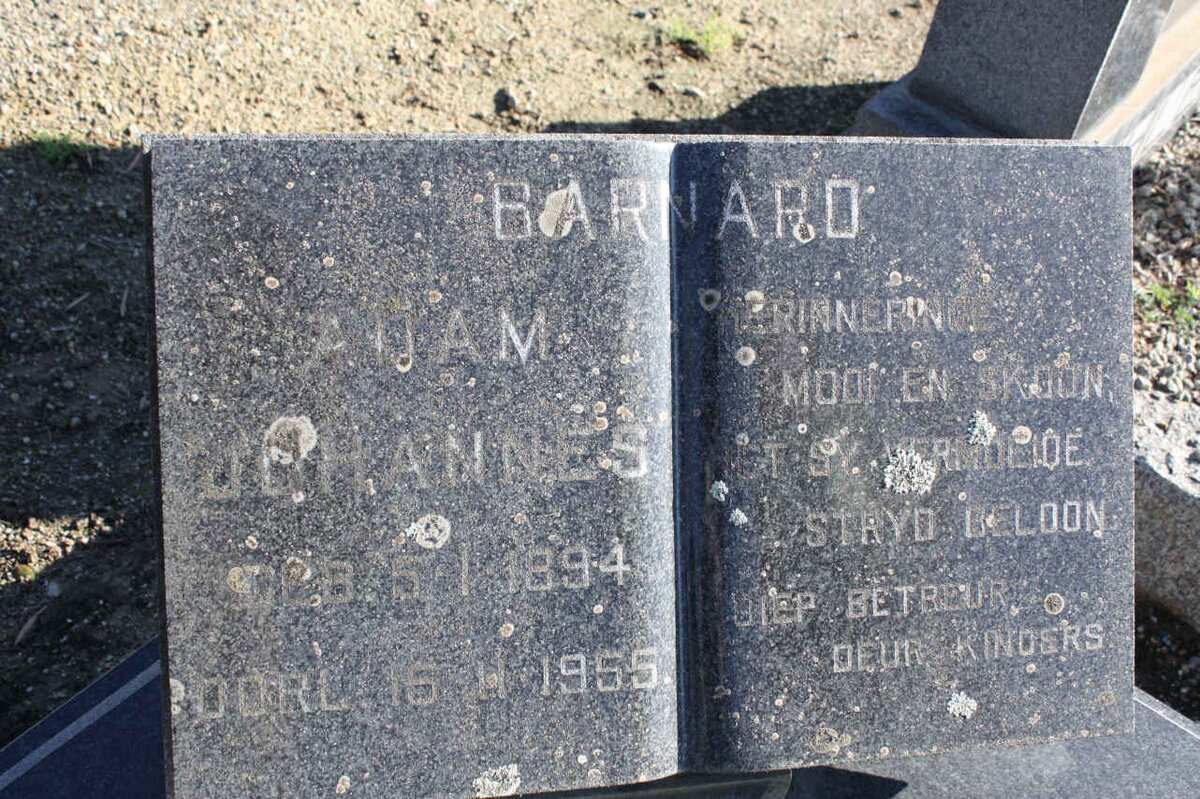 BARNARD
ADAM
JOHANNES
GEB 5 1 1894
OORL 15 11 1955
HERINNERINGE
MOOI EN SKOON,
HET SY VERMOEIDE
STRYD BELOON
DIEP BETREUR
DEUR KINDERS